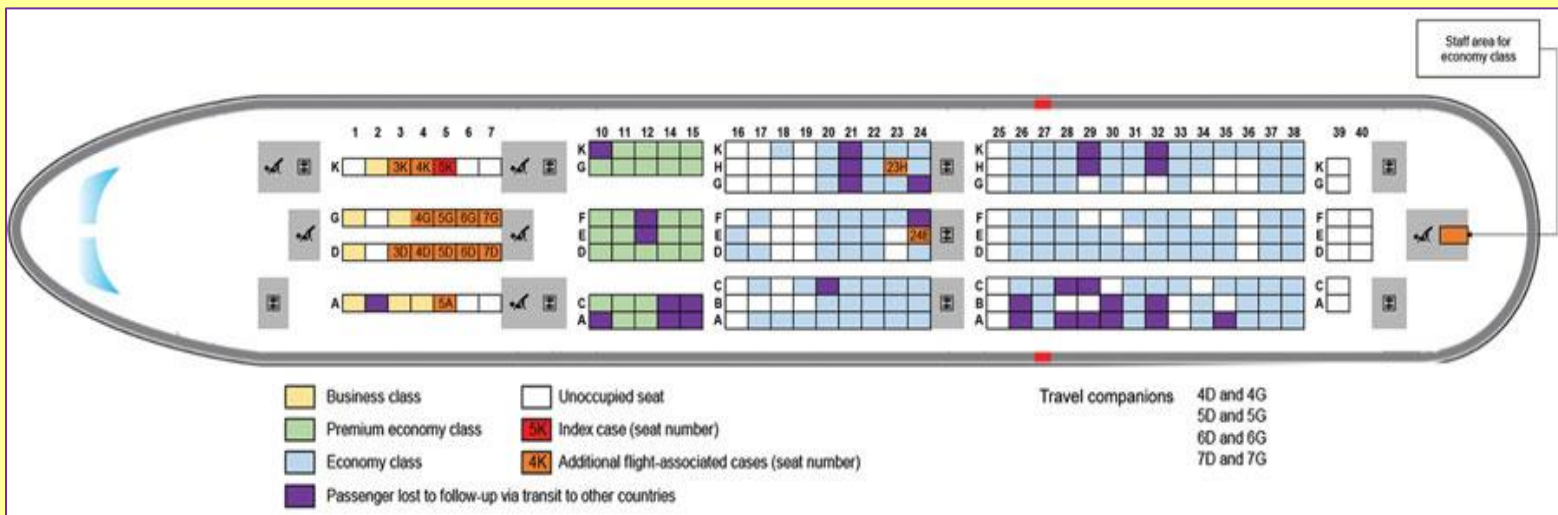 Staff area for
economy class
1 2 3 4 5 6 7
10 11 12 14 15
16 17 18 19 20 21 22 23 24
25 26 27 28 29 30 31 32 33 34 35 36 37 38
39 40
K 3K 4K 5K
K
G
K
H 23H
G
K
H
G
K
G
G 4G 5G 6G 7G
D 3D 4D 5D 6D 7D
F
E
D
F
E 24E
D
F
E
D
F
E
D
A 5A
C
A
C
B
A
C
B
A
C
A
Business class
Unoccupied seat
Travel companions 4D and 4G
Premium economy class
5K Index case (seat number)
5D and 5G
6D and 6G
Economy class
4K Additional flight-associated cases (seat number)
7D and 7G
Passenger lost to follow-up via transit to other countries